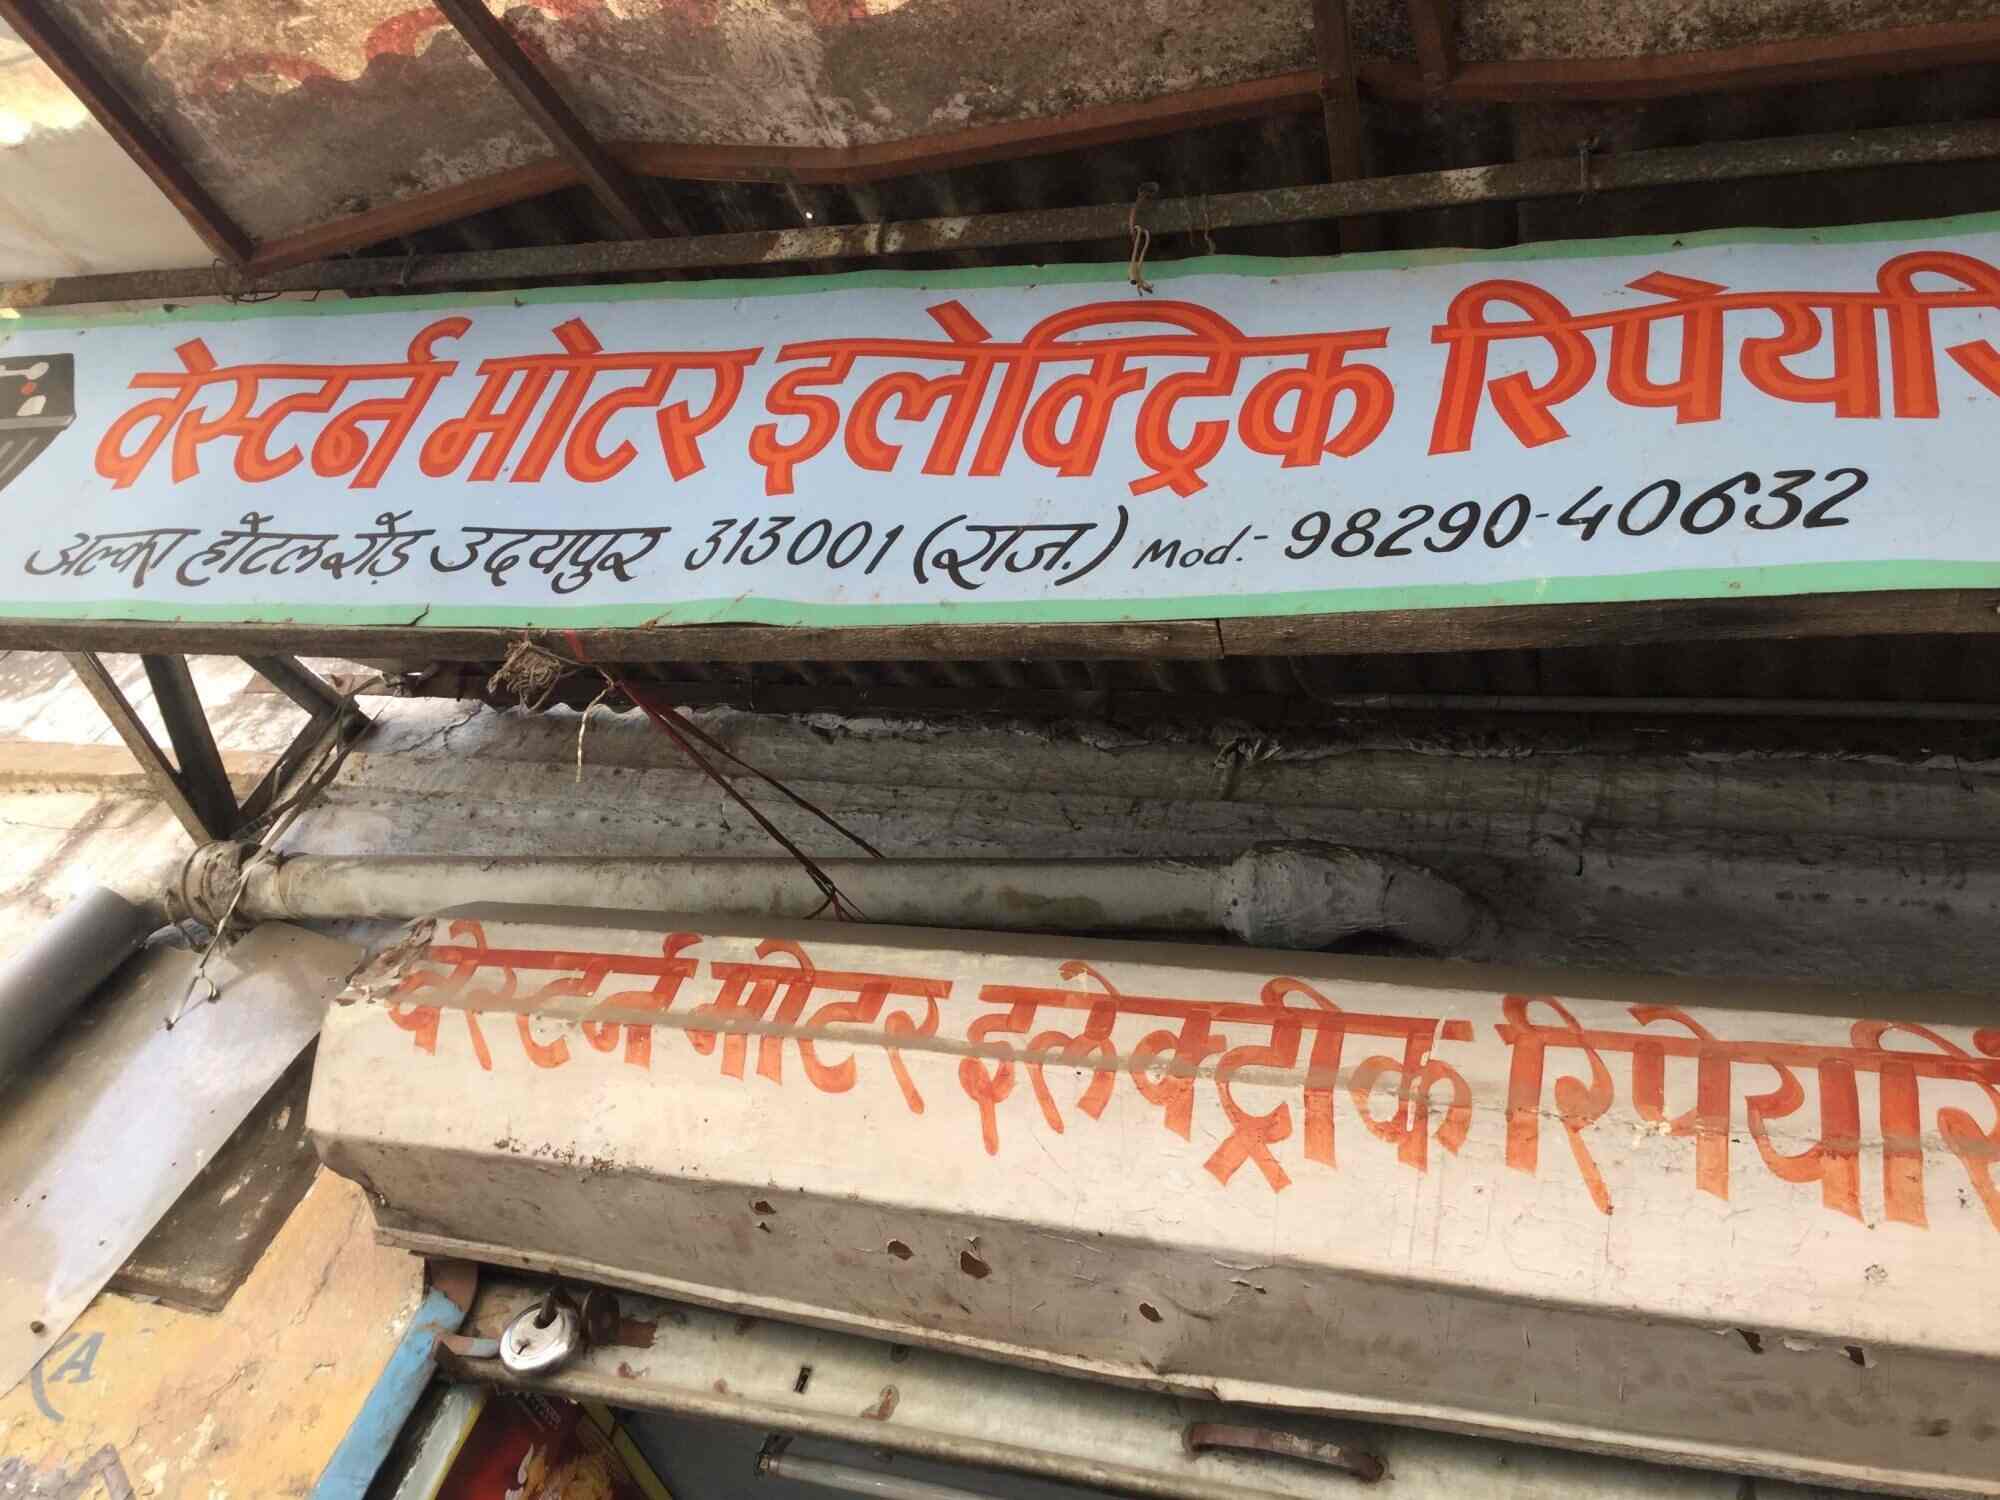 वेस्टर्न मोटर इलेक्ट्रिक रिपेयरि
अल्का होटल रोड़ उदयपुर 313001 (राज.) Mod.:- 98290-40632
वेस्टर्न मोटर इलेक्ट्रीक रिपेयरिं
A